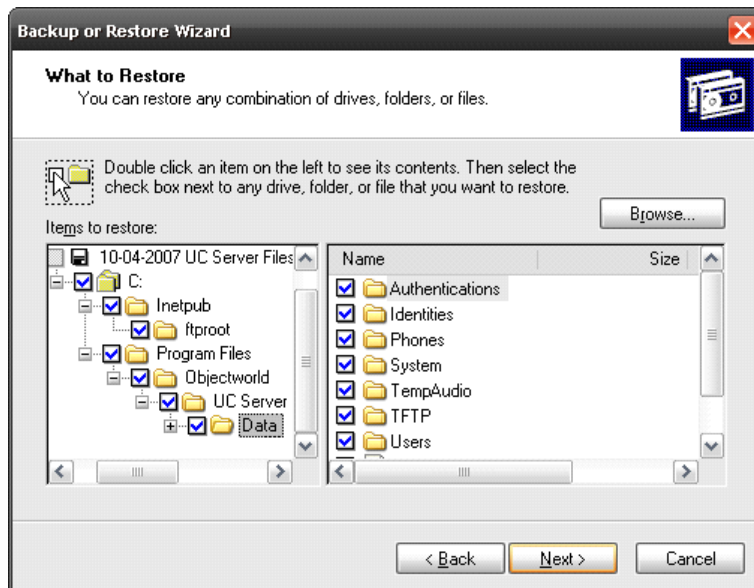 Backup or Restore Wizard
What to Restore
You can restore any combination of drives, folders, or files.
Double click an item on the left to see its contents. Then select the
check box next to any drive, folder, or file that you want to restore.
Browse...
Items to restore:
10-04-2007 UC Server Files
C:
Inetpub
ftproot
Program Files
Objectworld
UC Server
Data
Name Size
Authentications
Identities
Phones
System
TempAudio
TFTP
Users
< Back Next > Cancel